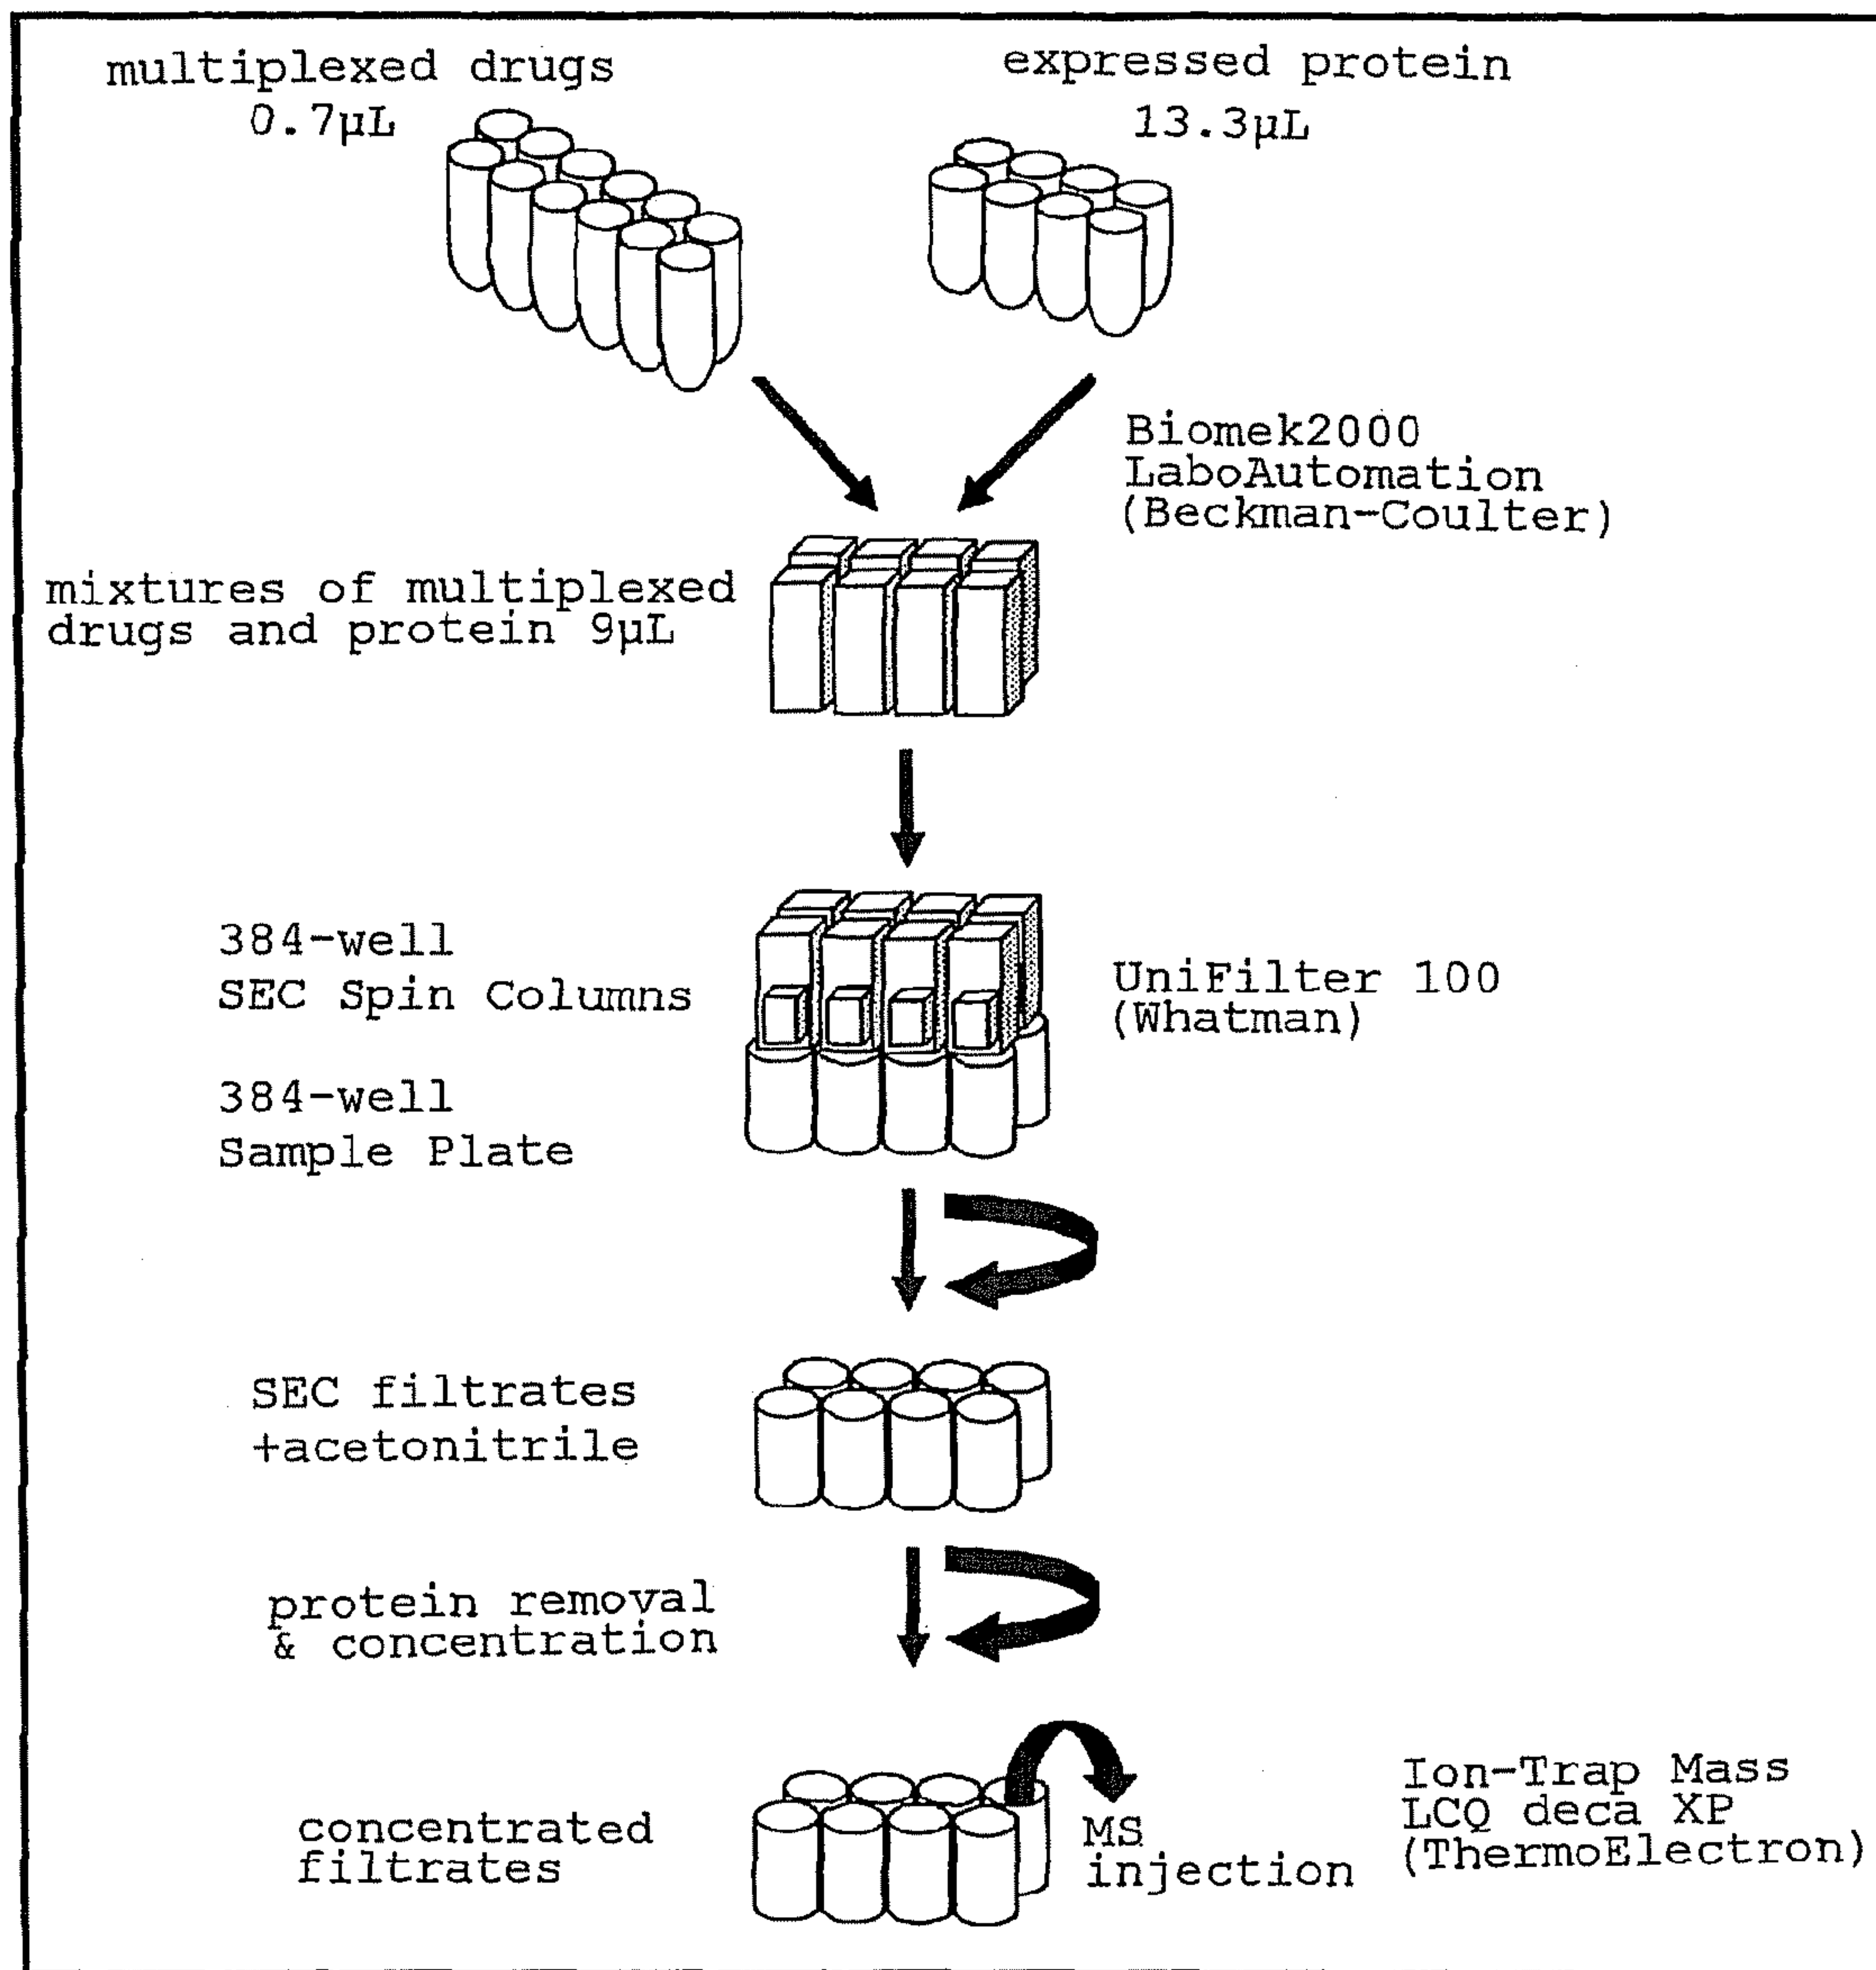 multiplexed drugs
0.7µL
expressed protein
13.3µL
Biomek2000
LaboAutomation
(Beckman-Coulter)
mixtures of multiplexed
drugs and protein 9µL
384-well
SEC Spin Columns
UniFilter 100
(Whatman)
384-well
Sample Plate
SEC filtrates
+acetonitrile
protein removal
& concentration
concentrated
filtrates
MS
injection
Ion-Trap Mass
LCQ deca XP
(ThermoElectron)